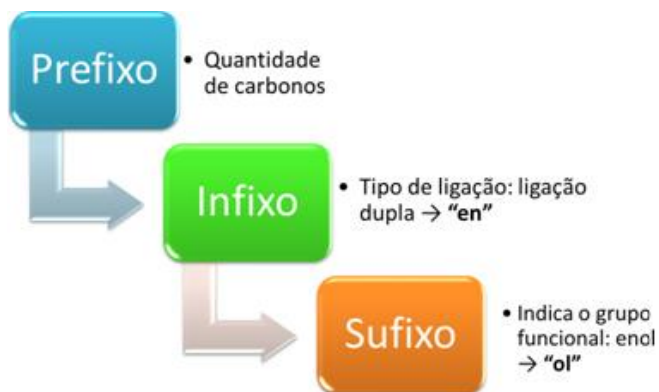 Prefixo
• Quantidade
de carbonos
Infixo
• Tipo de ligação: ligação
dupla → “en”
Sufixo
• Indica o grupo
funcional: enol
→ “ol”